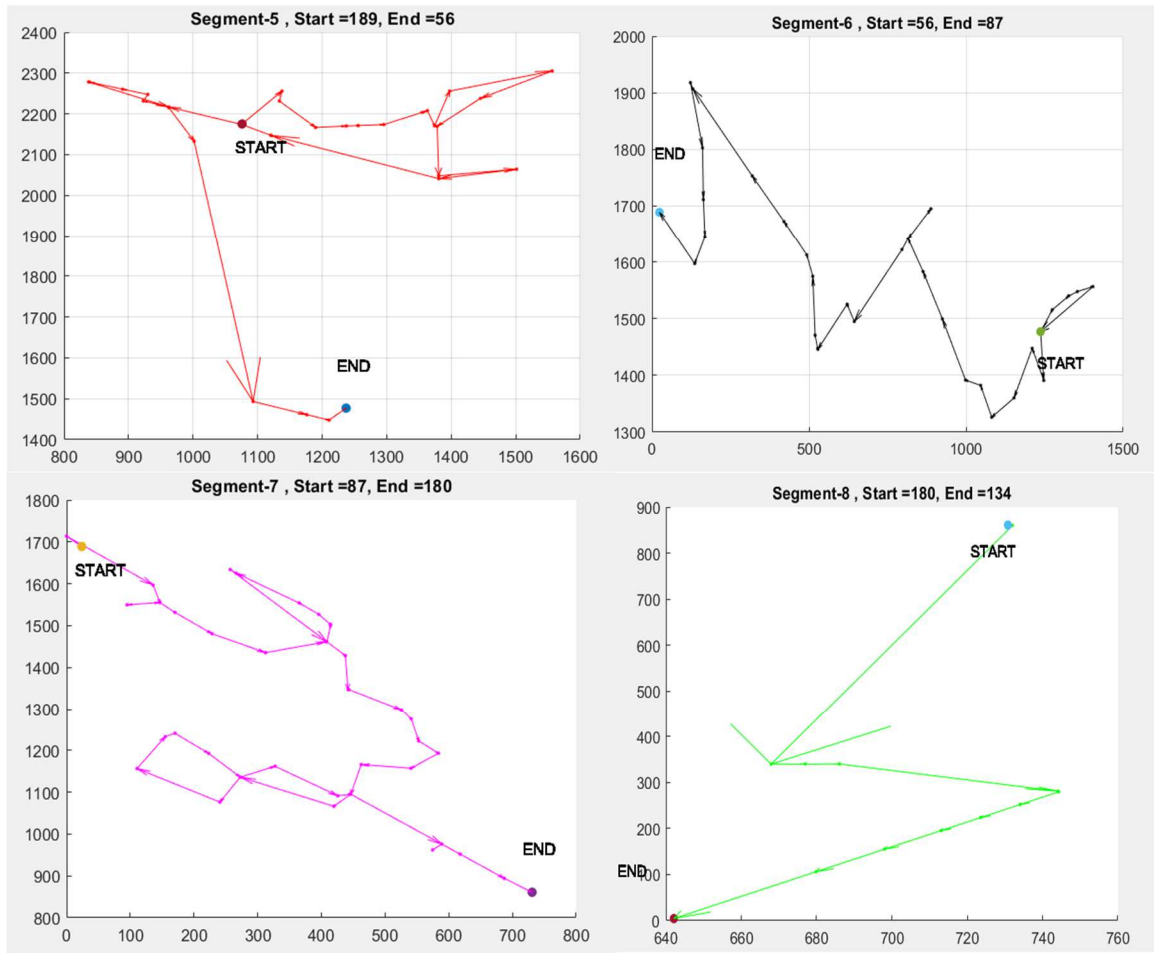 Segment-5 , Start =189, End =56
2400
2300
2200
2100
2000
1900
1800
1700
1600
1500
1400
START
END
800 900 1000 1100 1200 1300 1400 1500 1600
Segment-6 , Start =56, End =87
2000
1900
1800
1700
1600
1500
1400
1300
END
START
0 500 1000 1500
Segment-7 , Start =87, End =180
1800
1700
1600
1500
1400
1300
1200
1100
1000
900
800
START
END
0 100 200 300 400 500 600 700 800
Segment-8 , Start =180, End =134
900
800
700
600
500
400
300
200
100
0
START
END
640 660 680 700 720 740 760